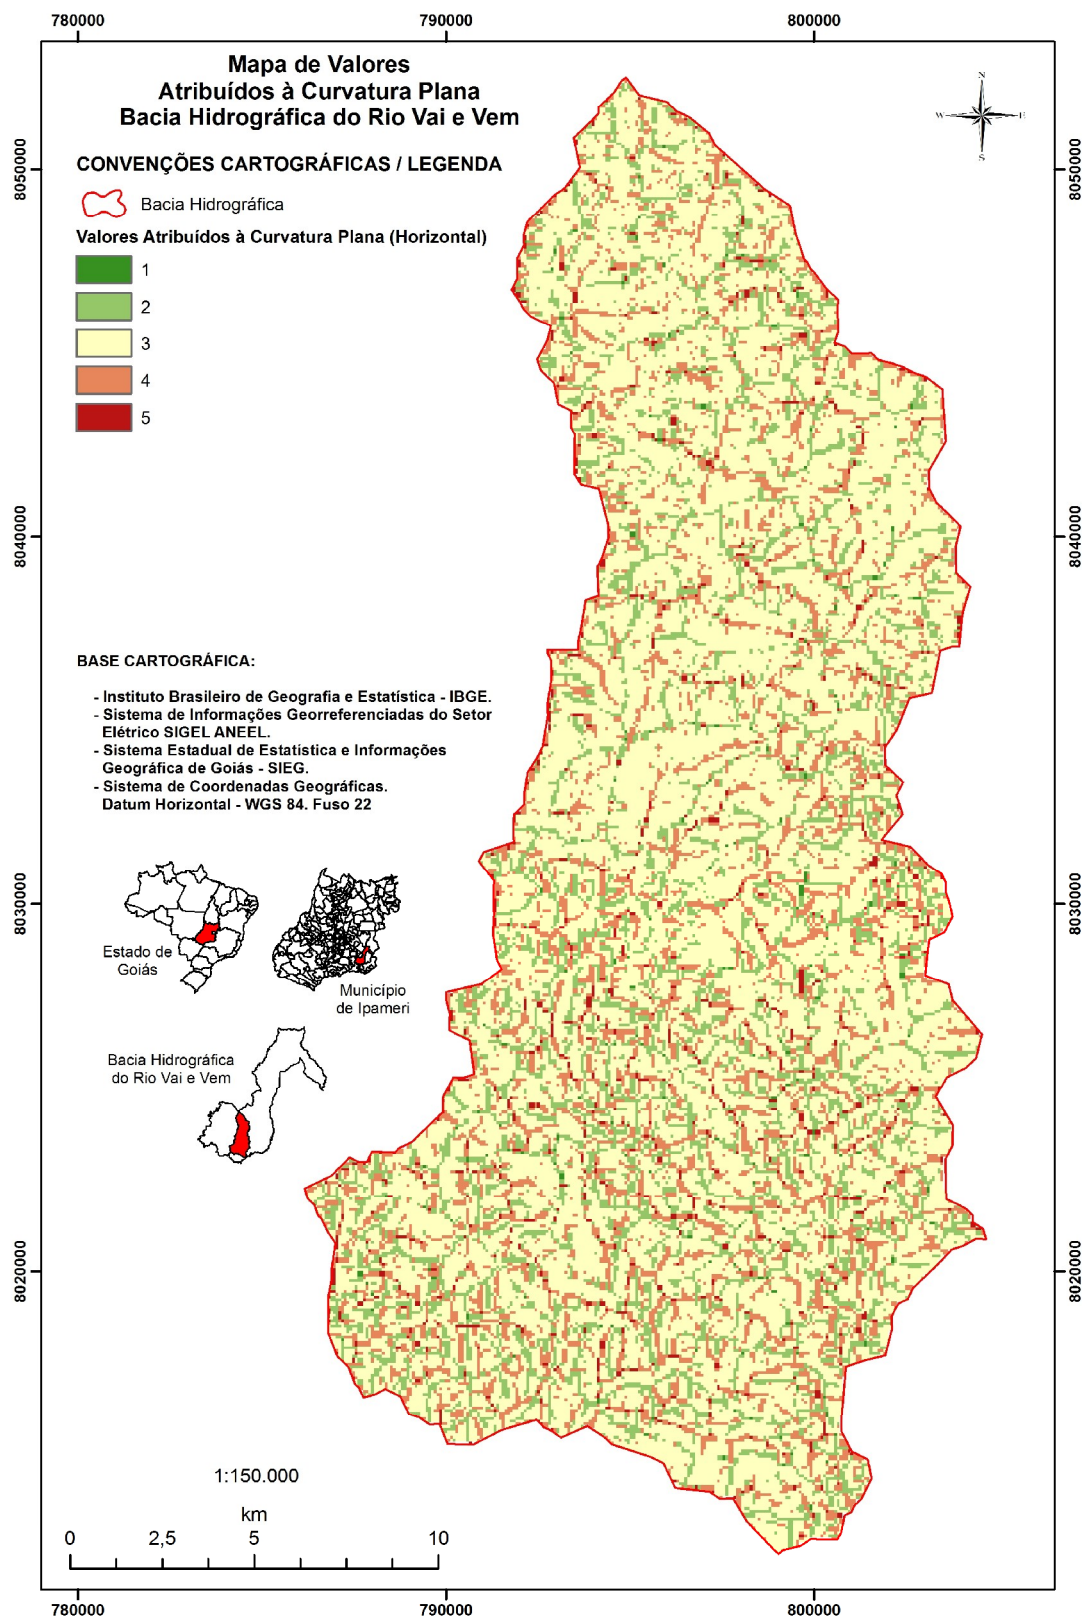 780000
790000
800000
Mapa de Valores
Atribuídos à Curvatura Plana
Bacia Hidrográfica do Rio Vai e Vem
N
W
E
S
CONVENÇÕES CARTOGRÁFICAS / LEGENDA
Bacia Hidrográfica
Valores Atribuídos à Curvatura Plana (Horizontal)
1
2
3
4
5
8050000
8050000
8040000
8040000
BASE CARTOGRÁFICA:
- Instituto Brasileiro de Geografia e Estatística - IBGE.
- Sistema de Informações Georreferenciadas do Setor
Elétrico SIGEL ANEEL.
- Sistema Estadual de Estatística e Informações
Geográfica de Goiás - SIEG.
- Sistema de Coordenadas Geográficas.
Datum Horizontal - WGS 84. Fuso 22
8030000
8030000
Estado de
Goiás
Município
de Ipameri
Bacia Hidrográfica
do Rio Vai e Vem
8020000
8020000
1:150.000
km
0 2,5 5 10
780000
790000
800000